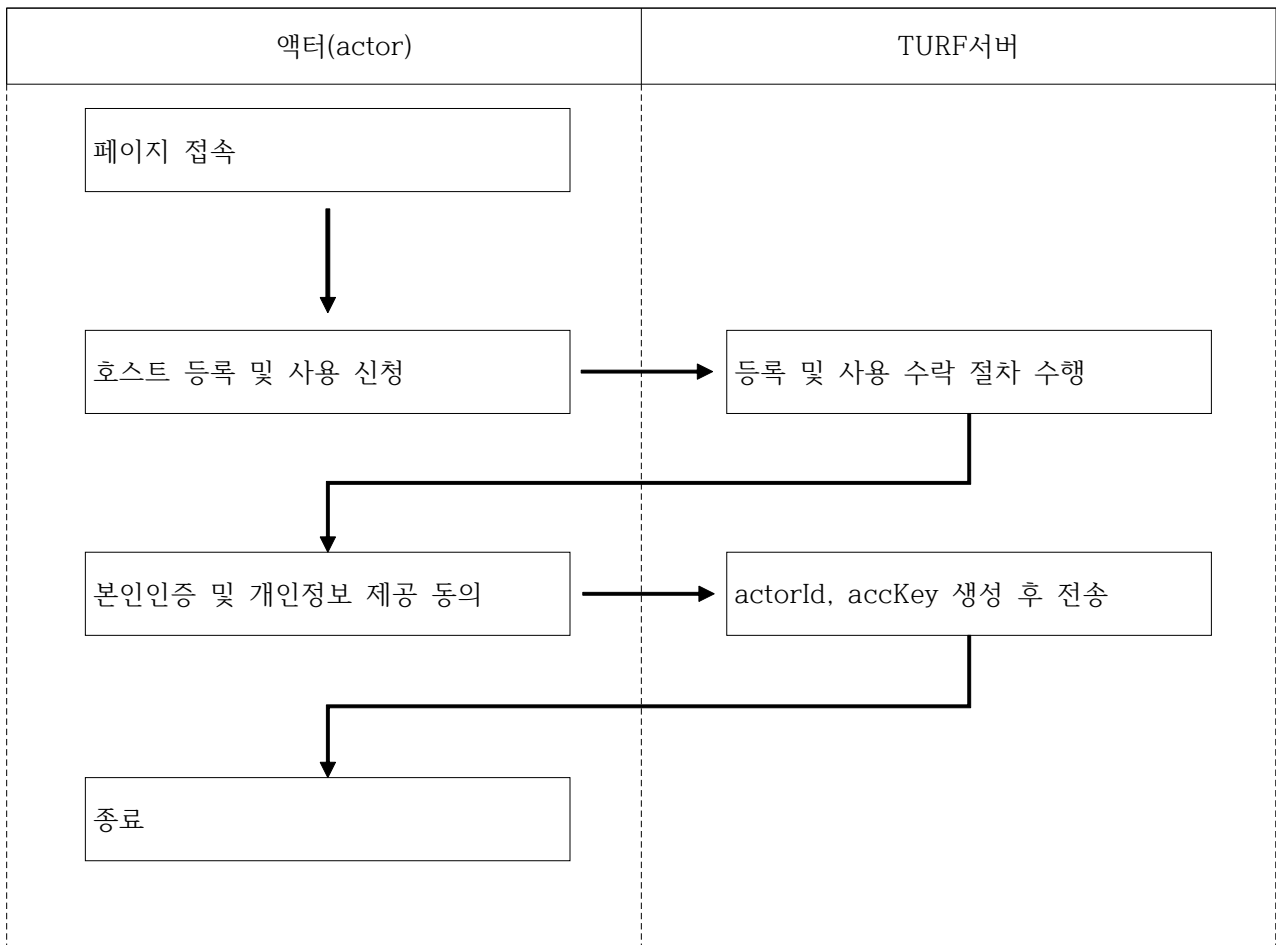 액터(actor)
TURF서버
페이지 접속
호스트 등록 및 사용 신청
등록 및 사용 수락 절차 수행
본인인증 및 개인정보 제공 동의
actorId, accKey 생성 후 전송
종료